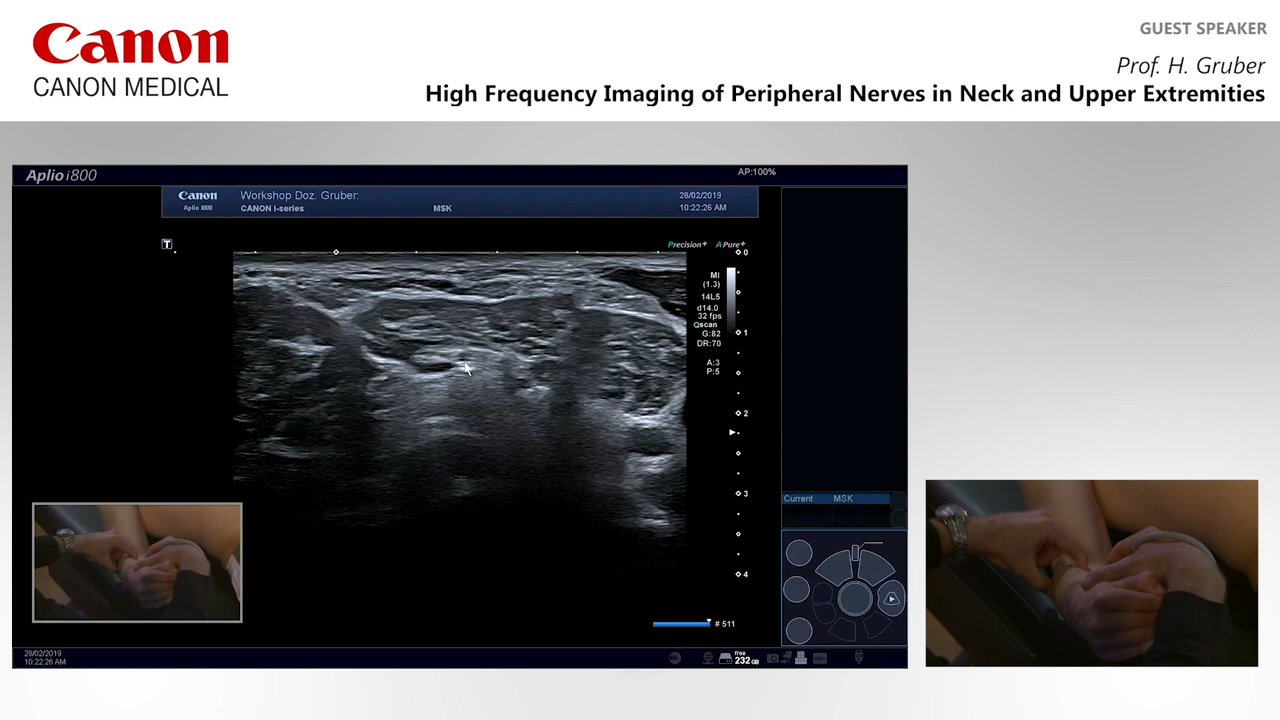 Canon
CANON MEDICAL
GUEST SPEAKER
Prof. H. Gruber
High Frequency Imaging of Peripheral Nerves in Neck and Upper Extremities
Aplio i800
AP:100%
Canon
Aplio i800
Workshop Doz. Gruber:
CANON i-series
MSK
28/02/2019
10:22:26 AM
T
Precision+ APure+
0
MI
(1.3)
14L5
d14.0
32 fps
Qscan
G:82
DR:70
A:3
P:5
1
2
3
4
Current MSK
# 511
28/02/2019
10:22:26 AM
free
232GB